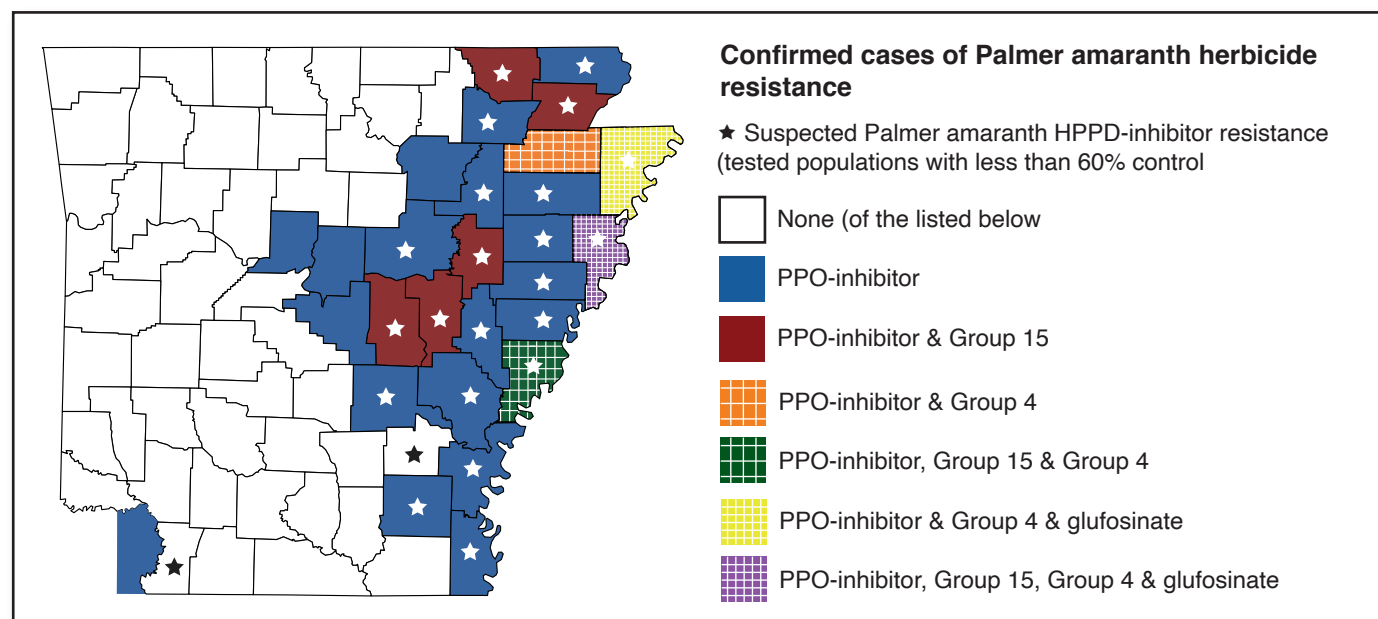 Confirmed cases of Palmer amaranth herbicide
resistance
★ Suspected Palmer amaranth HPPD-inhibitor resistance
(tested populations with less than 60% control
None (of the listed below
PPO-inhibitor
PPO-inhibitor & Group 15
PPO-inhibitor & Group 4
PPO-inhibitor, Group 15 & Group 4
PPO-inhibitor & Group 4 & glufosinate
PPO-inhibitor, Group 15, Group 4 & glufosinate